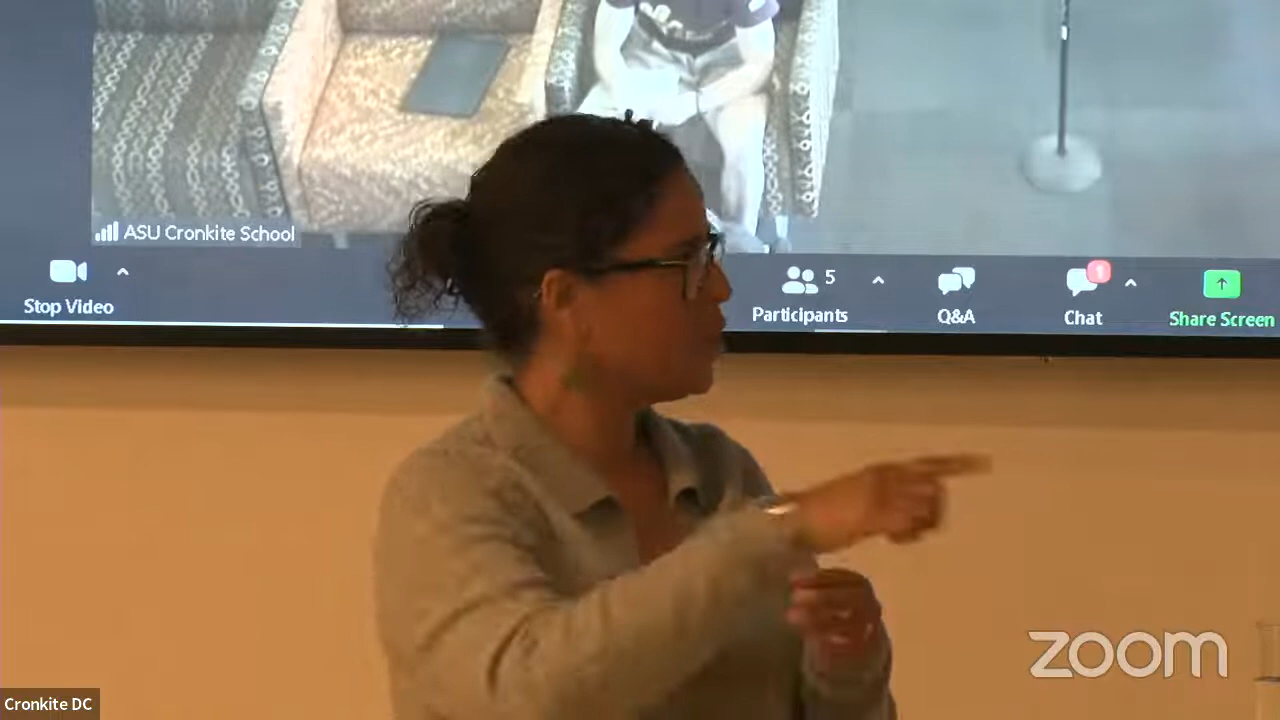 ASU Cronkite School
5
1
Stop Video
Participants
Q&A
Chat
Share Screen
zoom
Cronkite DC